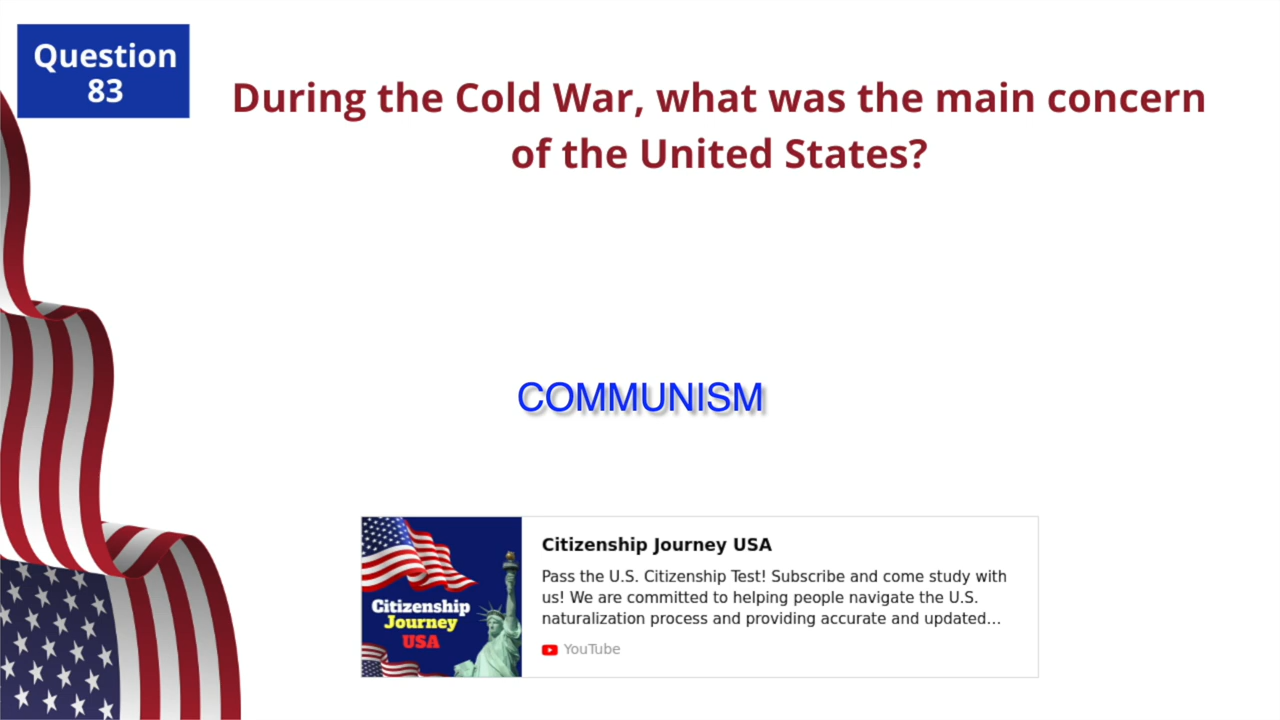 Question
83
During the Cold War, what was the main concern
of the United States?
COMMUNISM
Citizenship
Journey
USA
Citizenship Journey USA
Pass the U.S. Citizenship Test! Subscribe and come study with
us! We are committed to helping people navigate the U.S.
naturalization process and providing accurate and updated...
YouTube